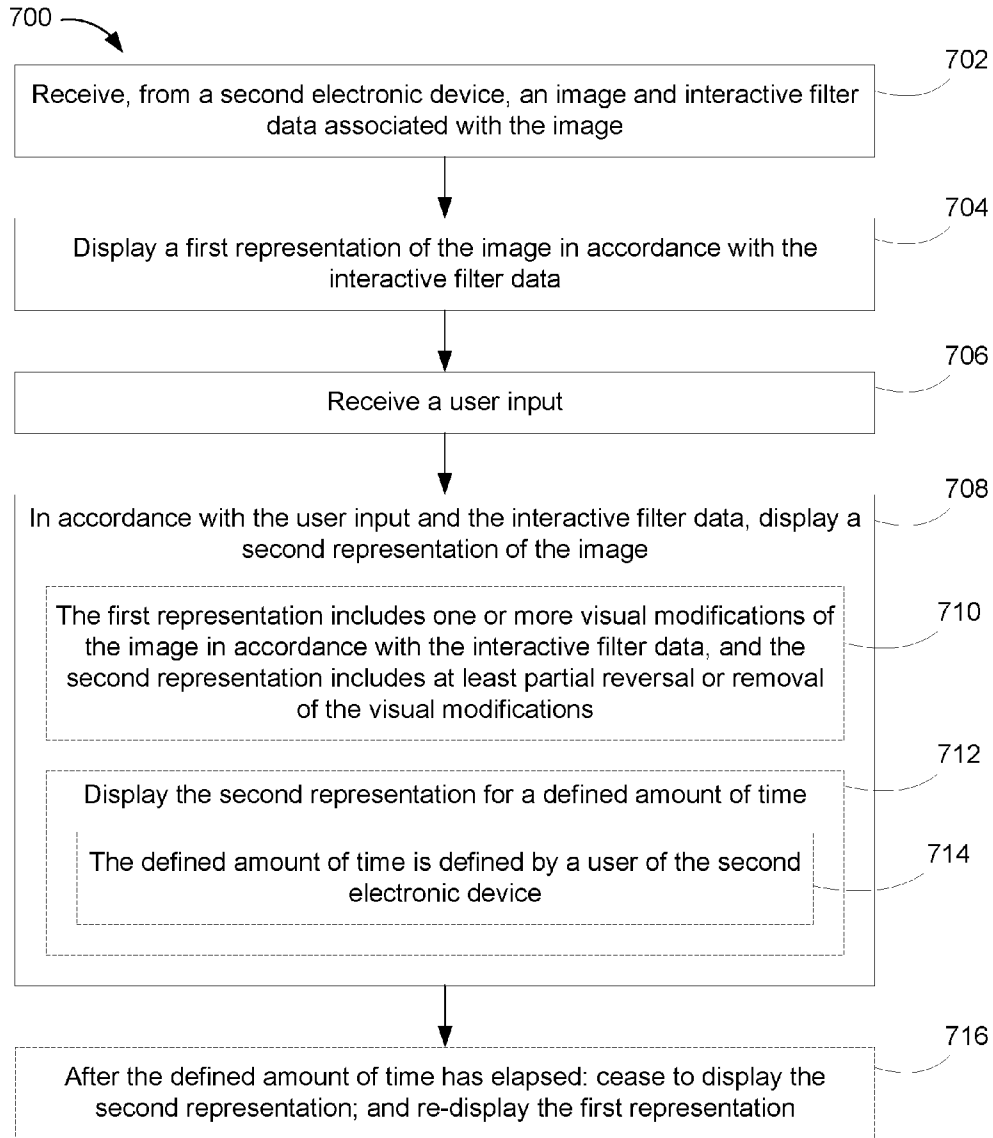 700
702
Receive, from a second electronic device, an image and interactive filter
data associated with the image
704
Display a first representation of the image in accordance with the
interactive filter data
706
Receive a user input
708
In accordance with the user input and the interactive filter data, display a
second representation of the image
710
The first representation includes one or more visual modifications of
the image in accordance with the interactive filter data, and the
second representation includes at least partial reversal or removal
of the visual modifications
712
Display the second representation for a defined amount of time
714
The defined amount of time is defined by a user of the second
electronic device
716
After the defined amount of time has elapsed: cease to display the
second representation; and re-display the first representation